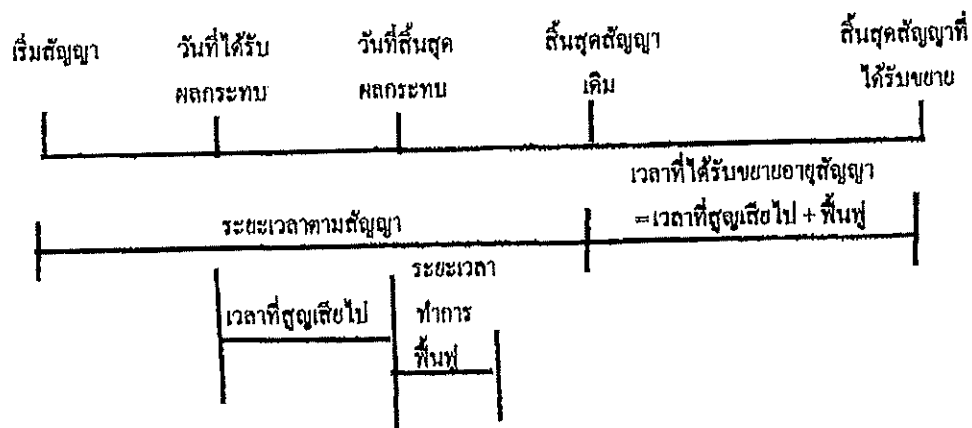 เริ่มสัญญา
วันที่ได้รับ
ผลกระทบ
วันที่สิ้นสุด
ผลกระทบ
สิ้นสุดสัญญา
เดิม
สิ้นสุดสัญญาที่
ได้รับขยาย
เวลาที่ได้รับขยายอายุสัญญา
=เวลาที่สูญเสียไป + ฟื้นฟู
ระยะเวลาตามสัญญา
เวลาที่สูญเสียไป
ระยะเวลา
ทำการ
ฟื้นฟู